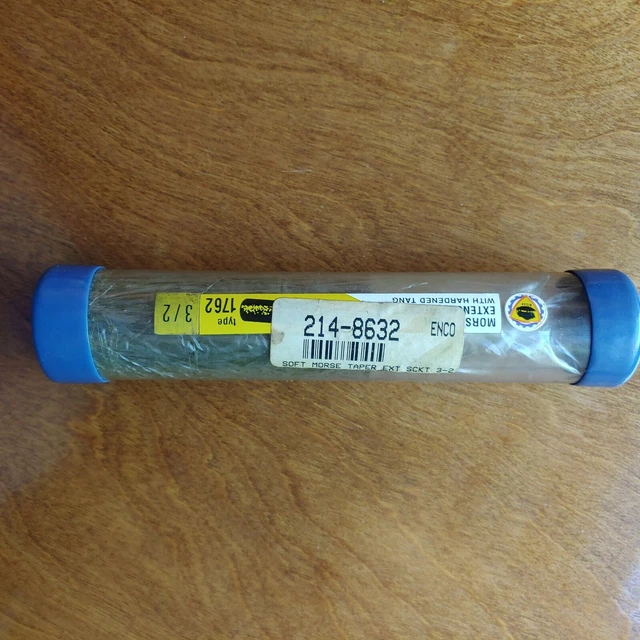 214-8632 ENCO
SOFT MORSE TAPER EXT SCKT 3-2
MORS
EXTEN
WITH HARDENED TANG
type
1762
3/2